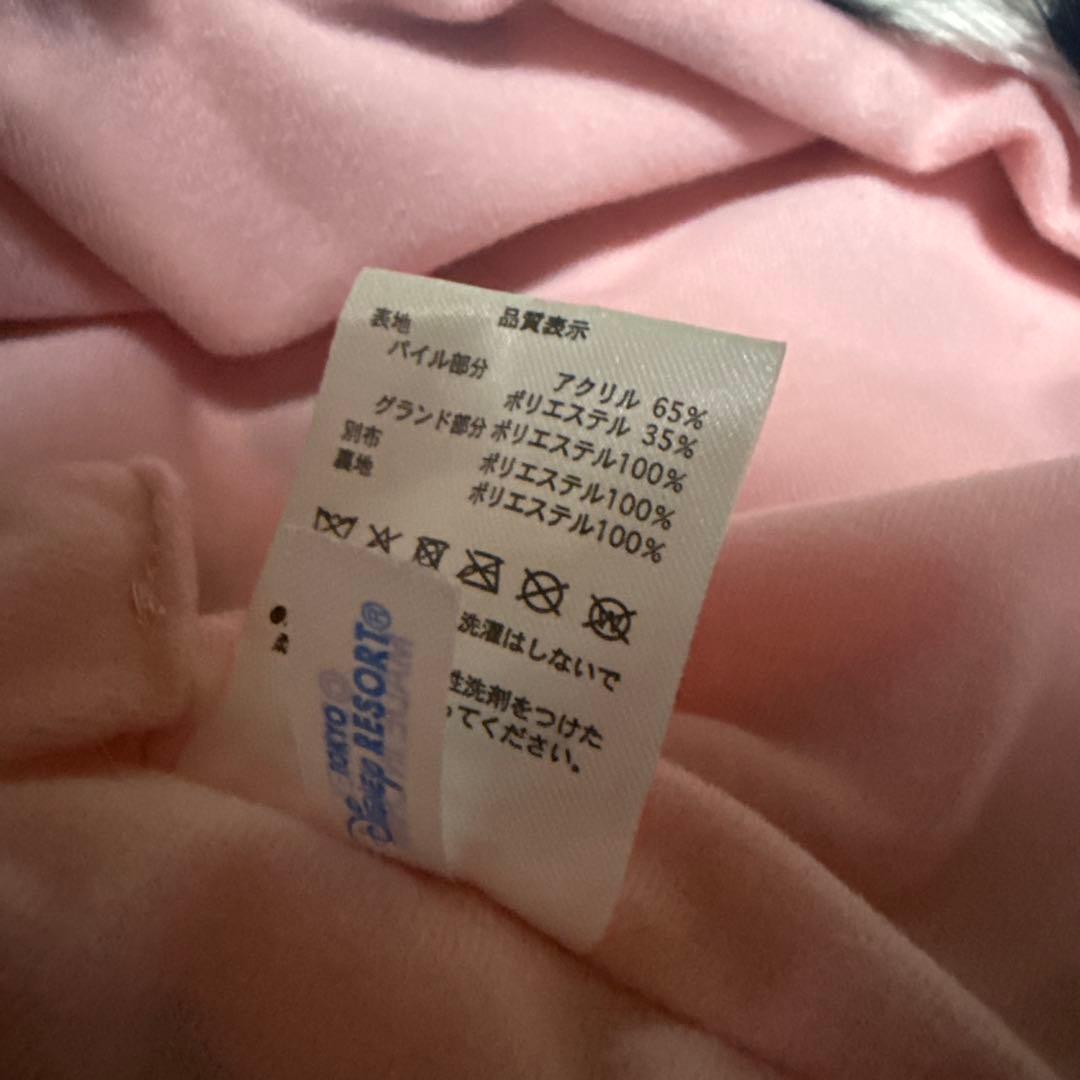 品質表示
表地
パイル部分 アクリル 65%
ポリエステル 35%
グランド部分 ポリエステル100%
別布 ポリエステル100%
裏地 ポリエステル100%
洗濯はしないで
性洗剤をつけた
ってください。
TOKYO
Disney RESORT®